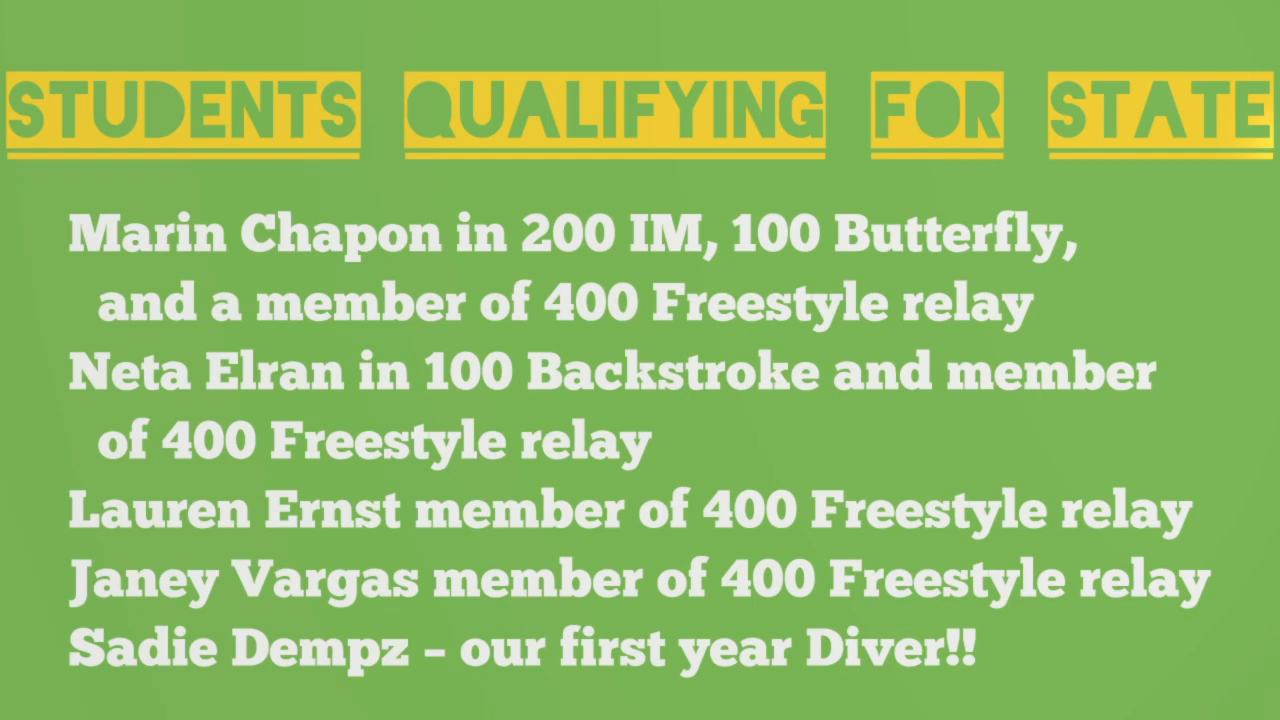 STUDENTS QUALIFYING FOR STATE
Marin Chapon in 200 IM, 100 Butterfly,
and a member of 400 Freestyle relay
Neta Elran in 100 Backstroke and member
of 400 Freestyle relay
Lauren Ernst member of 400 Freestyle relay
Janey Vargas member of 400 Freestyle relay
Sadie Dempz – our first year Diver!!